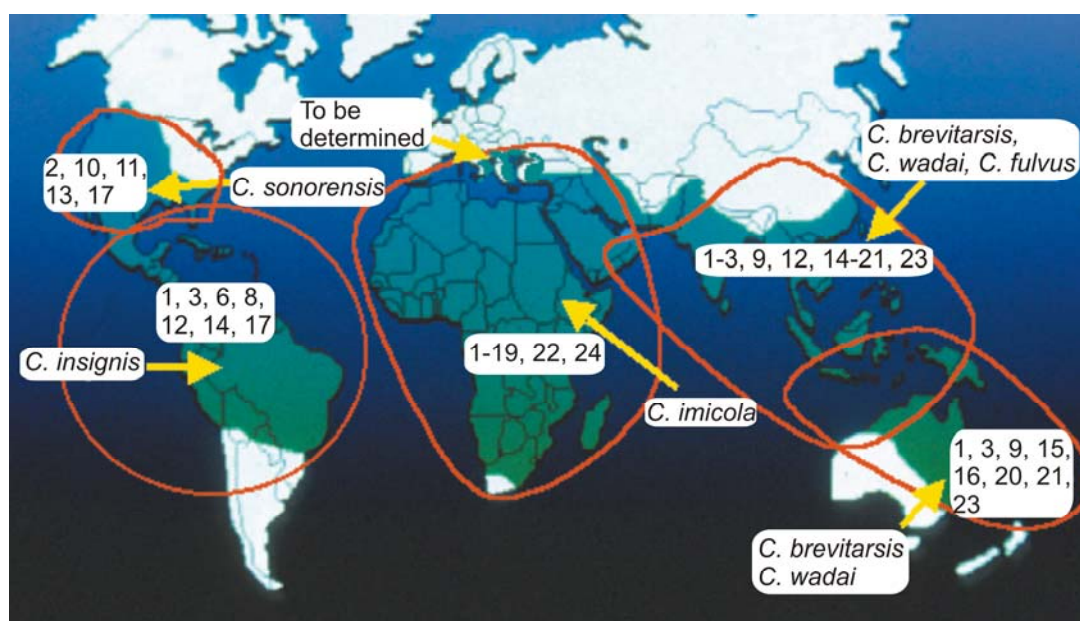 To be
determined
C. brevitarsis,
C. wadai, C. fulvus
2, 10, 11,
13, 17
C. sonorensis
1-3, 9, 12, 14-21, 23
1, 3, 6, 8,
12, 14, 17
C. insignis
1-19, 22, 24
C. imicola
1, 3, 9, 15,
16, 20, 21,
23
C. brevitarsis
C. wadai